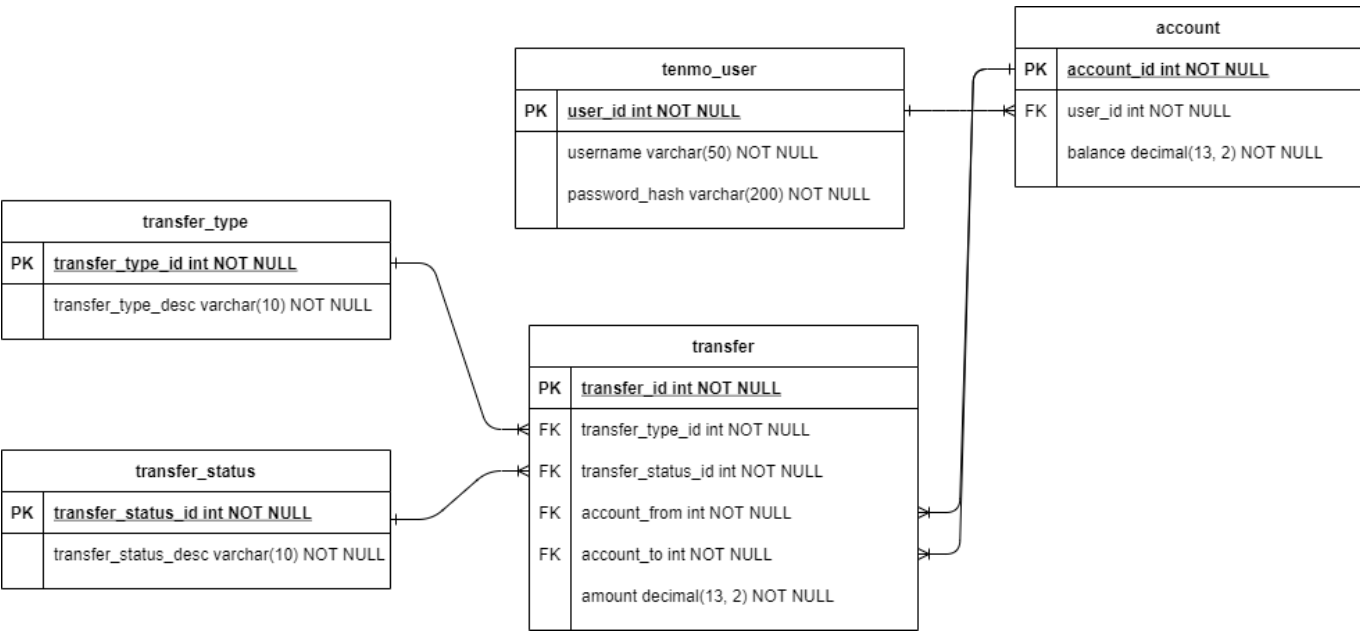 account
PK account_id int NOT NULL
FK user_id int NOT NULL
balance decimal(13, 2) NOT NULL
tenmo_user
PK user_id int NOT NULL
username varchar(50) NOT NULL
password_hash varchar(200) NOT NULL
transfer_type
PK transfer_type_id int NOT NULL
transfer_type_desc varchar(10) NOT NULL
transfer
PK transfer_id int NOT NULL
FK transfer_type_id int NOT NULL
FK transfer_status_id int NOT NULL
FK account_from int NOT NULL
FK account_to int NOT NULL
amount decimal(13, 2) NOT NULL
transfer_status
PK transfer_status_id int NOT NULL
transfer_status_desc varchar(10) NOT NULL